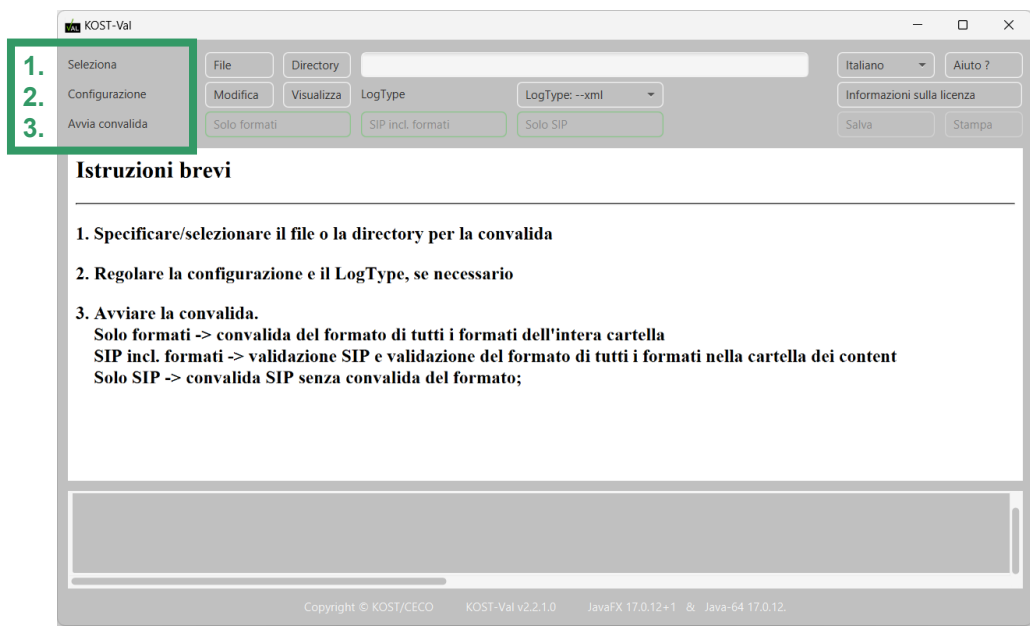 VAL KOST-Val
1. Seleziona File Directory Italiano Aiuto ?
2. Configurazione Modifica Visualizza LogType LogType: --xml Informazioni sulla licenza
3. Avvia convalida Solo formati SIP incl. formati Solo SIP Salva Stampa
Istruzioni brevi
1. Specificare/selezionare il file o la directory per la convalida
2. Regolare la configurazione e il LogType, se necessario
3. Avviare la convalida.
Solo formati -> convalida del formato di tutti i formati dell'intera cartella
SIP incl. formati -> validazione SIP e validazione del formato di tutti i formati nella cartella dei content
Solo SIP -> convalida SIP senza convalida del formato;
Copyright © KOST/CECO KOST-Val v2.2.1.0 JavaFX 17.0.12+1 & Java-64 17.0.12.